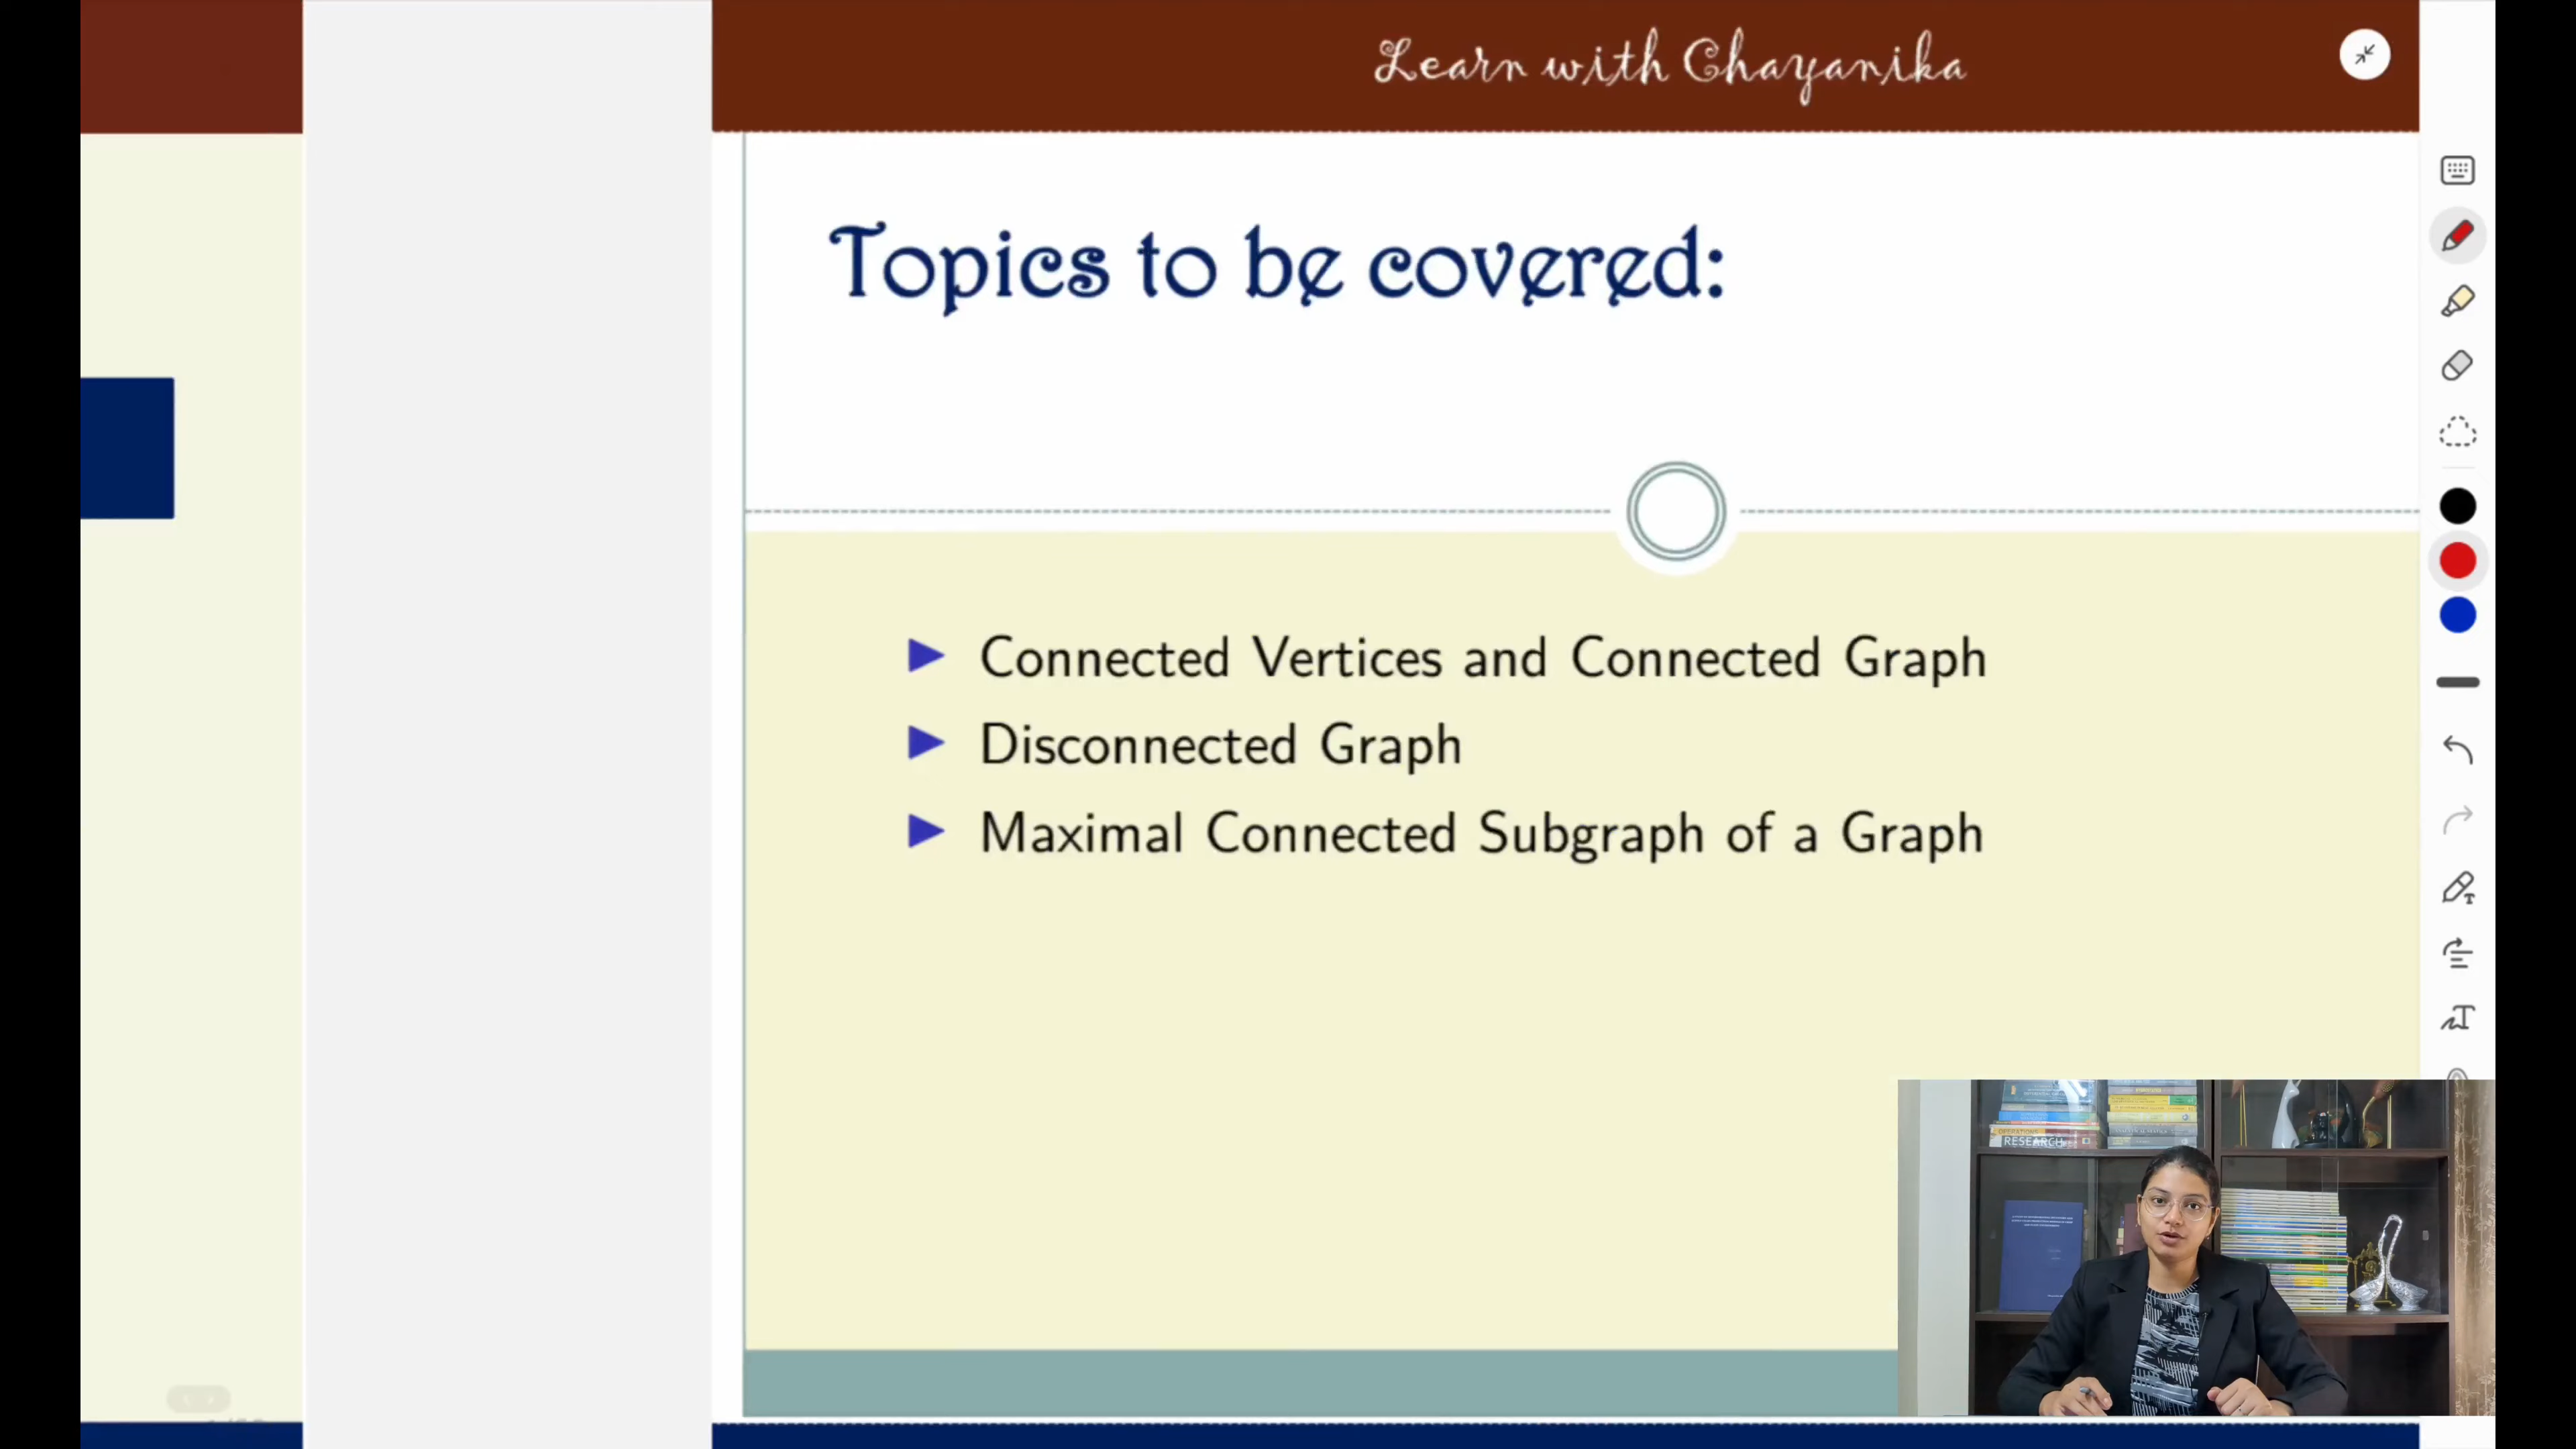 Learn with Chayanika
Topics to be covered:
Connected Vertices and Connected Graph
Disconnected Graph
Maximal Connected Subgraph of a Graph
RESEARCH